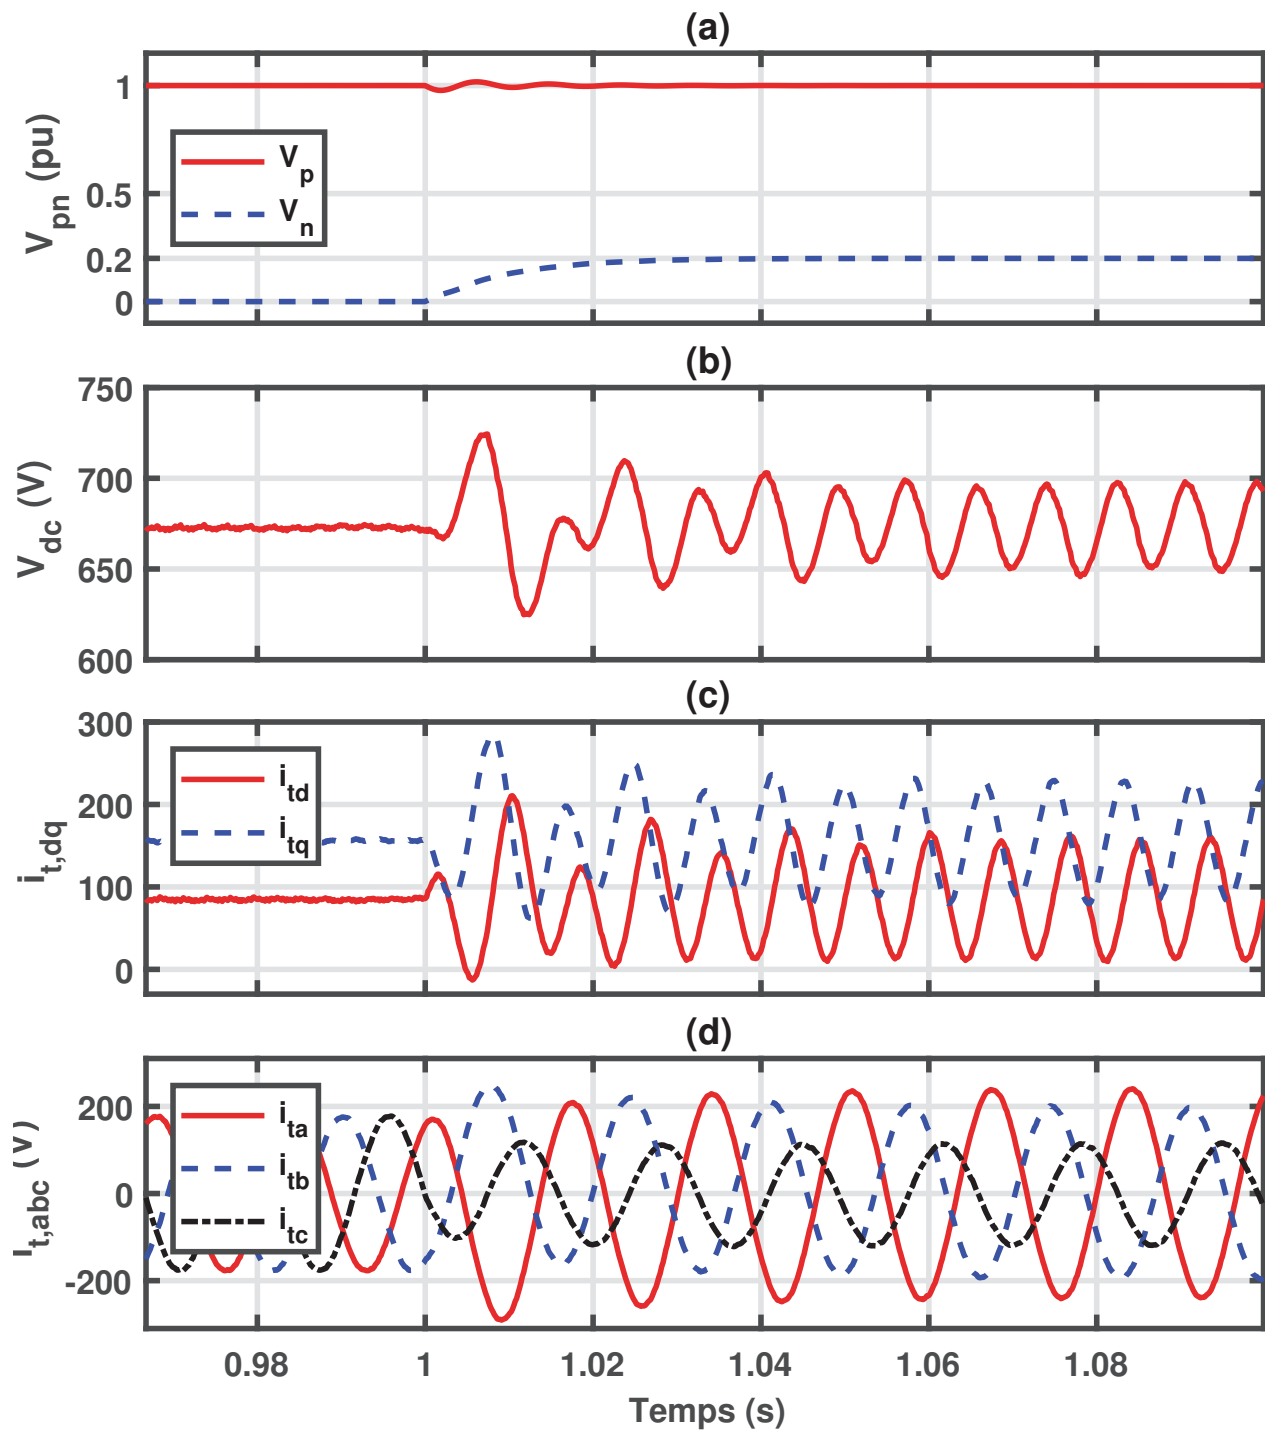 (a)
V_pn (pu)
1
0.5
0.2
0
V_p
V_n
(b)
V_dc (V)
750
700
650
600
(c)
i_t,dq
300
200
100
0
i_td
i_tq
(d)
i_t,abc (V)
200
0
-200
i_ta
i_tb
i_tc
0.98 1 1.02 1.04 1.06 1.08
Temps (s)